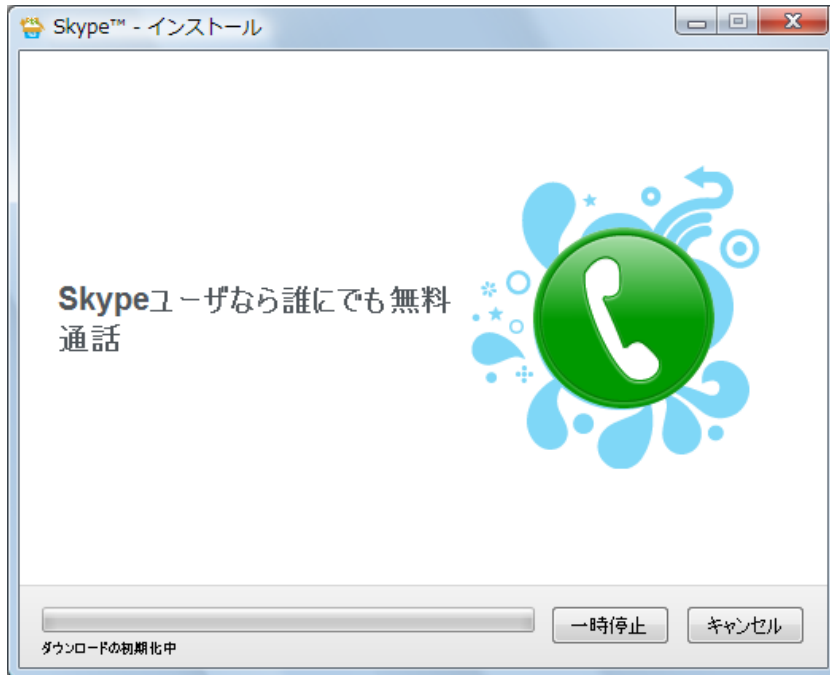 Skype™ - インストール
Skypeユーザなら誰にでも無料
通話
一時停止
キャンセル
ダウンロードの初期化中